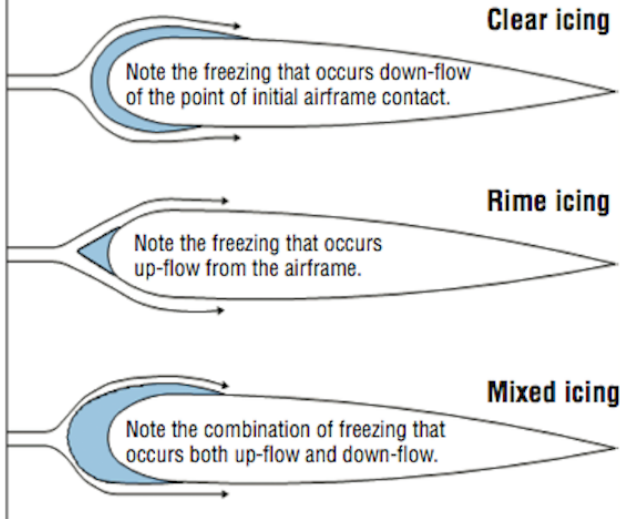 Clear icing
Note the freezing that occurs down-flow
of the point of initial airframe contact.
Rime icing
Note the freezing that occurs
up-flow from the airframe.
Mixed icing
Note the combination of freezing that
occurs both up-flow and down-flow.